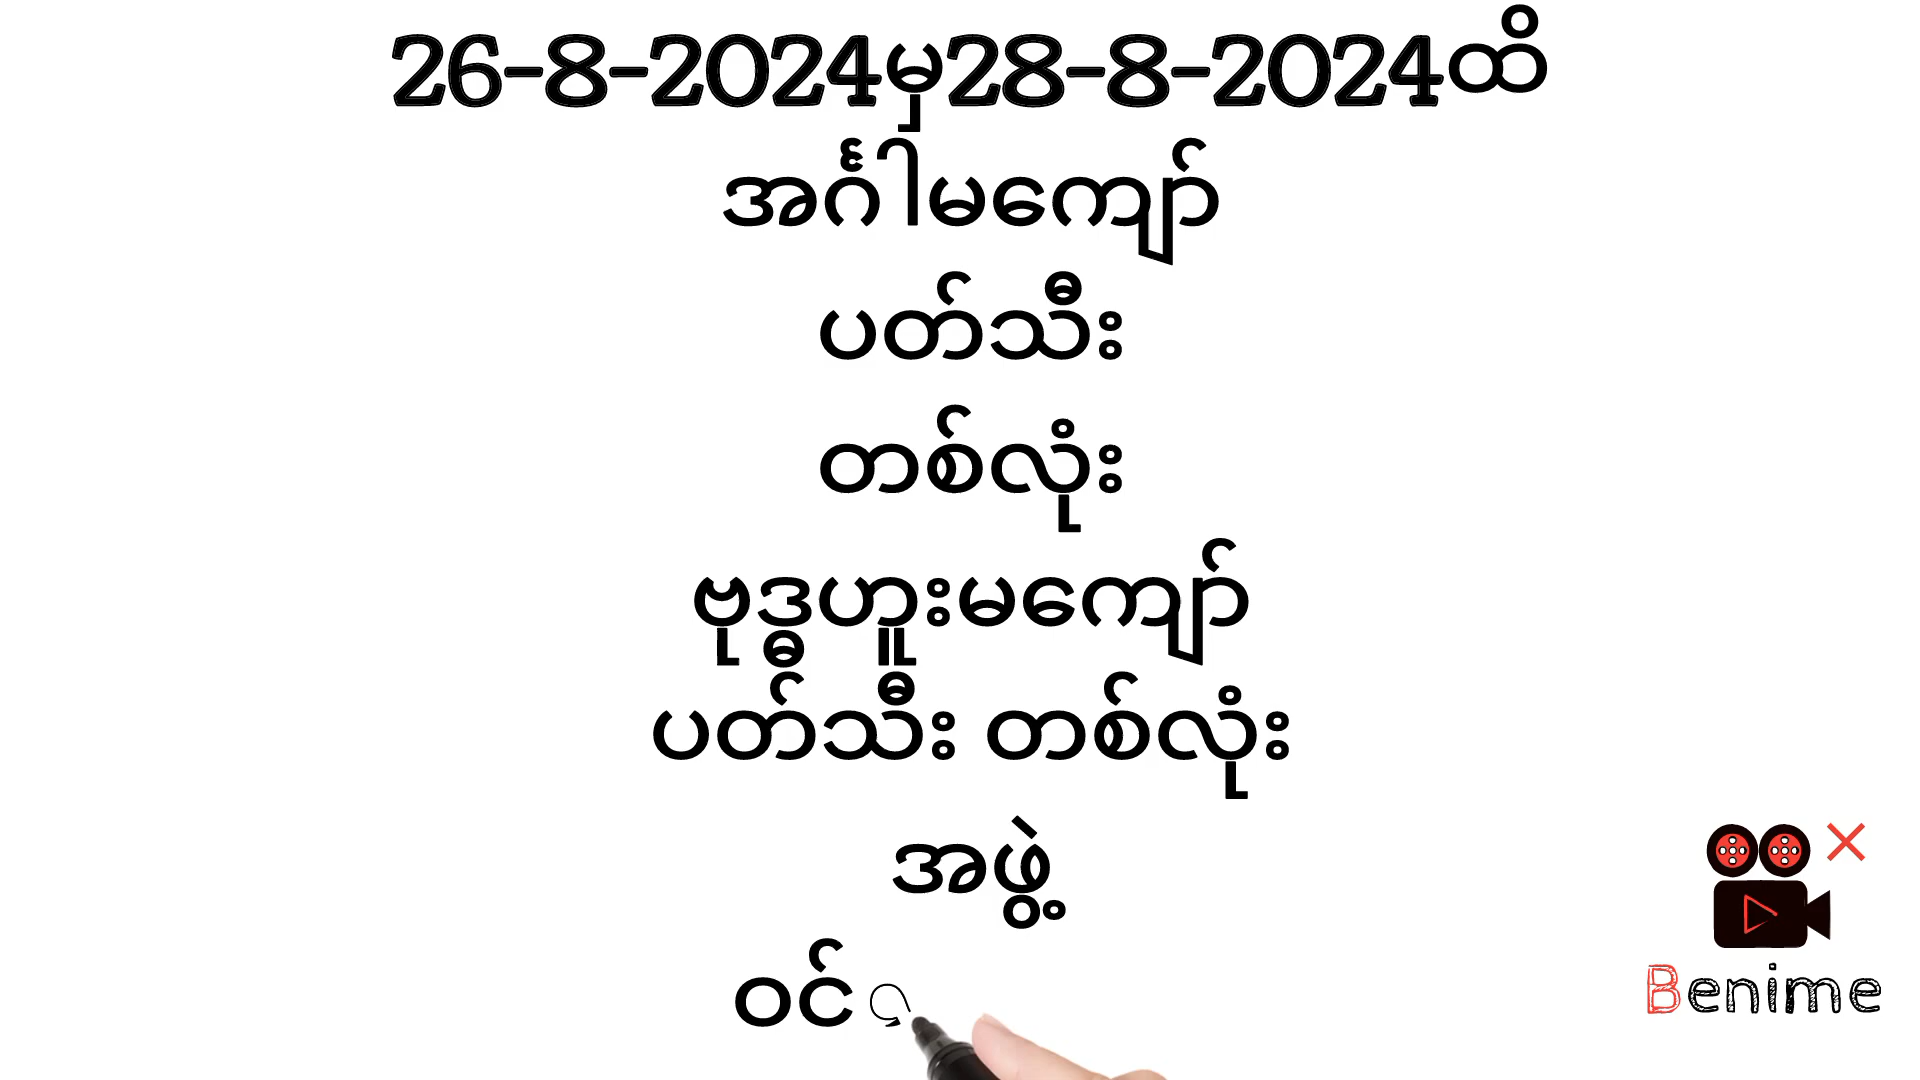 26-8-2024မှ28-8-2024ထိ
အင်္ဂါမကျော်
ပတ်သီး
တစ်လုံး
ဗုဒ္ဓဟူးမကျော်
ပတ်သီး တစ်လုံး
အဖွဲ့
ဝင်
Benime